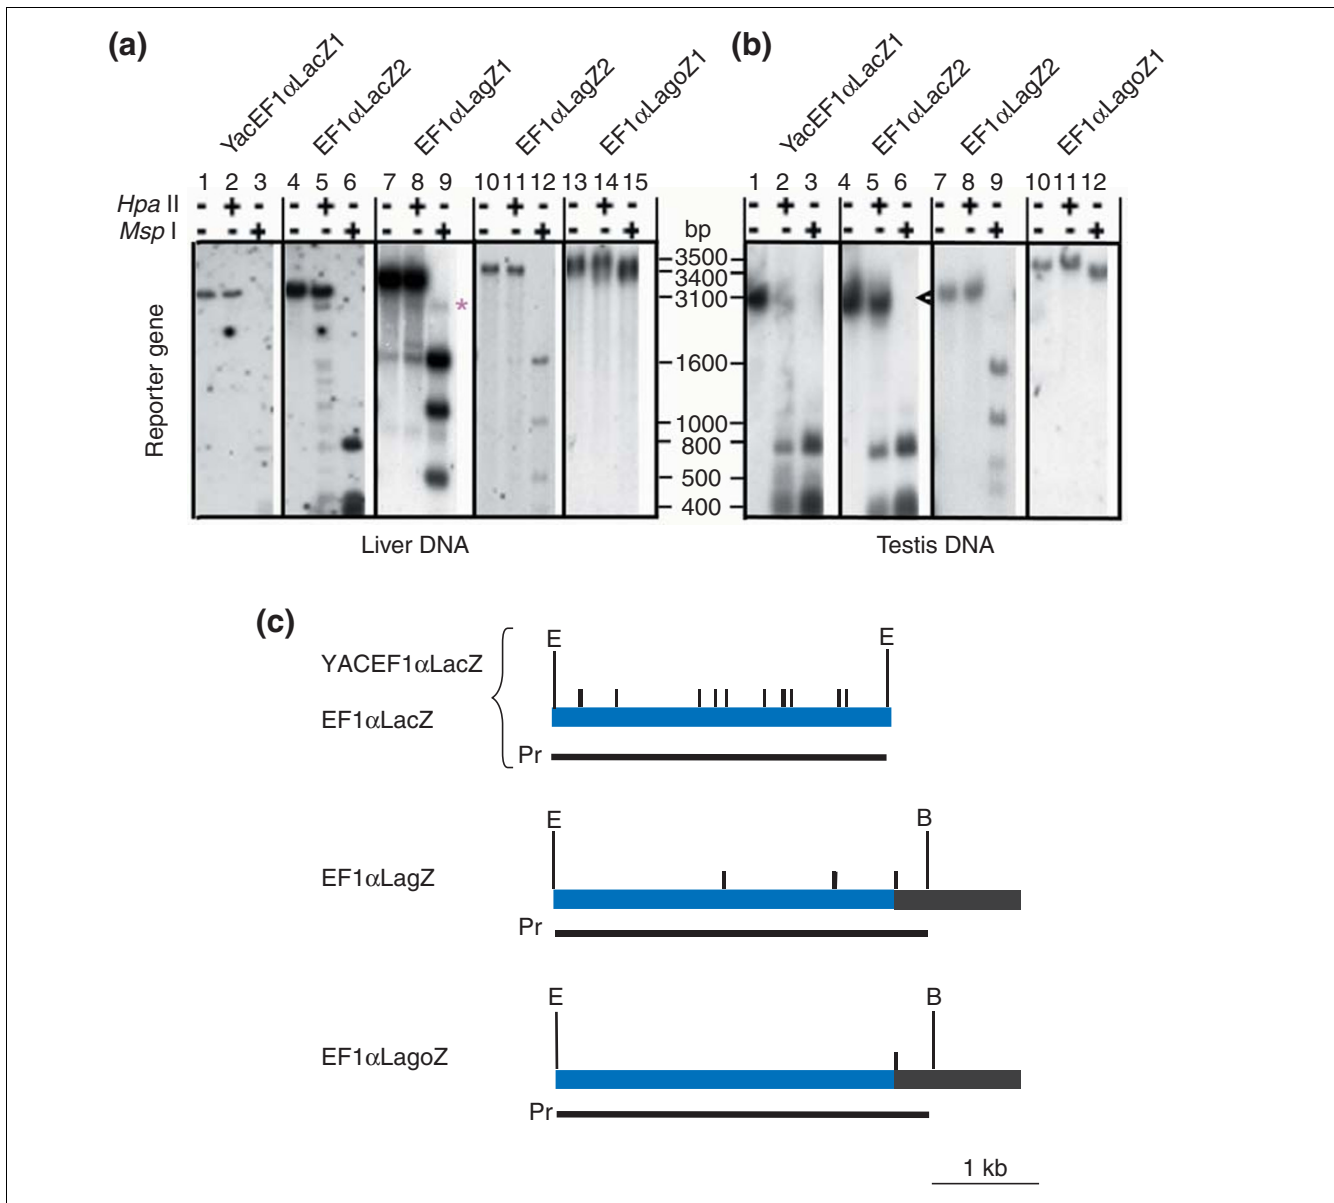 (a)
YacEF1αLacZ1
EF1αLacZ2
EF1αLagZ1
EF1αLagZ2
EF1αLagoZ1
(b)
YacEF1αLacZ1
EF1αLacZ2
EF1αLagZ2
EF1αLagoZ1
1 2 3 4 5 6 7 8 9 10 11 12 13 14 15
1 2 3 4 5 6 7 8 9 10 11 12
Hpa II - + - - + - - + - - + - - + - - + - - + - - + - - + -
Msp I - - + - - + - - + - - + - - + bp - - + - - + - - + - - +
3500
3400
3100
*
1600
1000
800
500
400
Reporter gene
Liver DNA
Testis DNA
(c)
E E
YACEF1αLacZ
EF1αLacZ
Pr
E B
EF1αLagZ
Pr
E B
EF1αLagoZ
Pr
1 kb